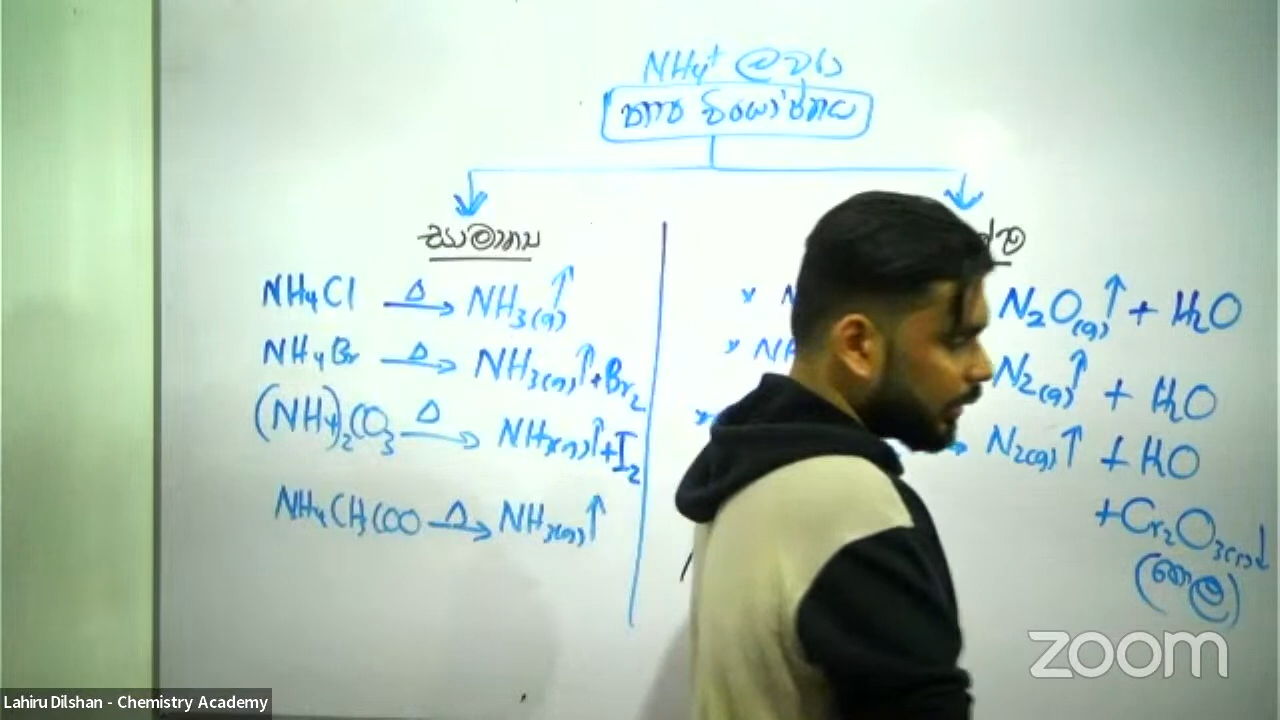 NH₄⁺ ලවණ
තාප වියෝජනය
සාමාන්‍ය
NH₄Cl —Δ→ NH₃(g)↑
NH₄Br —Δ→ NH₃(g)↑ + Br₂
(NH₄)₂CO₃ —Δ→ NH₃(g)↑ + I₂
NH₄CH₃COO —Δ→ NH₃(g)↑
N₂O(g)↑ + H₂O
NH
N₂(g)↑ + H₂O
→ N₂(g)↑ + H₂O
+ Cr₂O₃(s)↓
(කොළ)
zoom
Lahiru Dilshan - Chemistry Academy